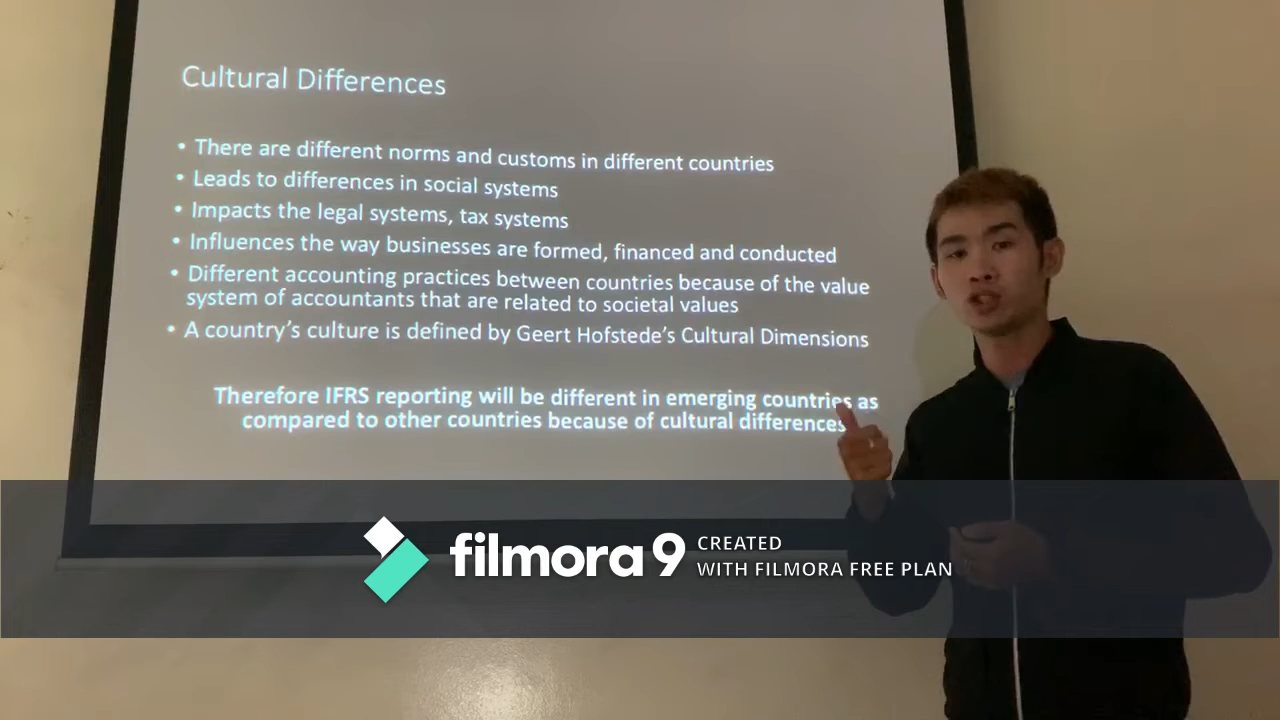 Cultural Differences
• There are different norms and customs in different countries
• Leads to differences in social systems
• Impacts the legal systems, tax systems
• Influences the way businesses are formed, financed and conducted
• Different accounting practices between countries because of the value
system of accountants that are related to societal values
• A country's culture is defined by Geert Hofstede's Cultural Dimensions
Therefore IFRS reporting will be different in emerging countries as
compared to other countries because of cultural differences
filmora 9 CREATED
WITH FILMORA FREE PLAN